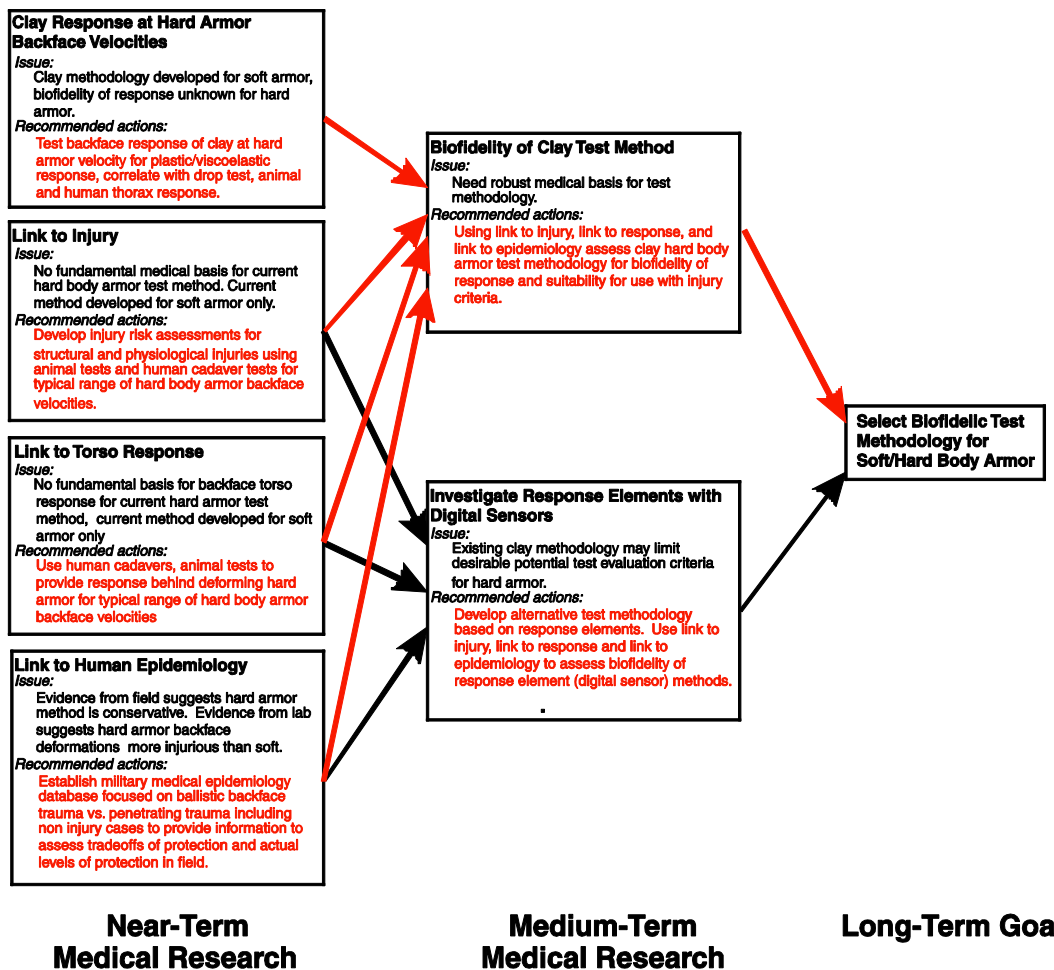 Clay Response at Hard Armor
Backface Velocities
Issue:
Clay methodology developed for soft armor,
biofidelity of response unknown for hard
armor.
Recommended actions:
Test backface response of clay at hard
armor velocity for plastic/viscoelastic
response, correlate with drop test, animal
and human thorax response.
Link to Injury
Issue:
No fundamental medical basis for current
hard body armor test method. Current
method developed for soft armor only.
Recommended actions:
Develop injury risk assessments for
structural and physiological injuries using
animal tests and human cadaver tests for
typical range of hard body armor backface
velocities.
Link to Torso Response
Issue:
No fundamental basis for backface torso
response for current hard armor test
method, current method developed for soft
armor only
Recommended actions:
Use human cadavers, animal tests to
provide response behind deforming hard
armor for typical range of hard body armor
backface velocities
Link to Human Epidemiology
Issue:
Evidence from field suggests hard armor
method is conservative. Evidence from lab
suggests hard armor backface
deformations more injurious than soft.
Recommended actions:
Establish military medical epidemiology
database focused on ballistic backface
trauma vs. penetrating trauma including
non injury cases to provide information to
assess tradeoffs of protection and actual
levels of protection in field.
Near-Term
Medical Research
Biofidelity of Clay Test Method
Issue:
Need robust medical basis for test
methodology.
Recommended actions:
Using link to injury, link to response, and
link to epidemiology assess clay hard body
armor test methodology for biofidelity of
response and suitability for use with injury
criteria.
Investigate Response Elements with
Digital Sensors
Issue:
Existing clay methodology may limit
desirable potential test evaluation criteria
for hard armor.
Recommended actions:
Develop alternative test methodology
based on response elements. Use link to
injury, link to response and link to
epidemiology to assess biofidelity of
response element (digital sensor) methods.
.
Medium-Term
Medical Research
Select Biofidelic Test
Methodology for
Soft/Hard Body Armor
Long-Term Goa